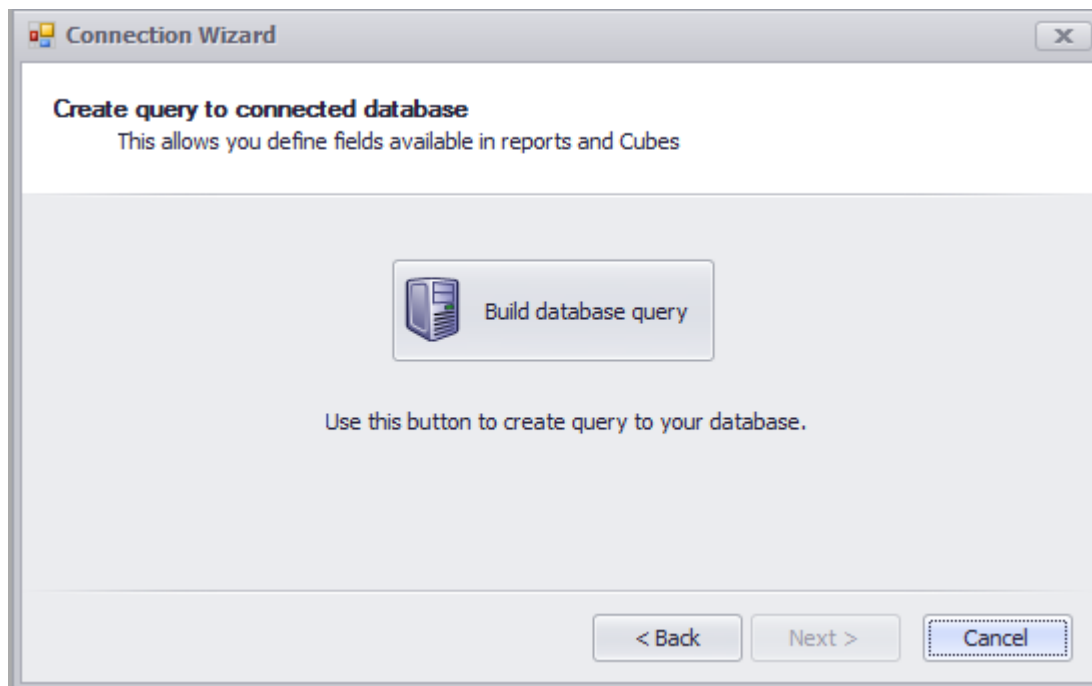 Connection Wizard
Create query to connected database
This allows you define fields available in reports and Cubes
Build database query
Use this button to create query to your database.
< Back
Next >
Cancel